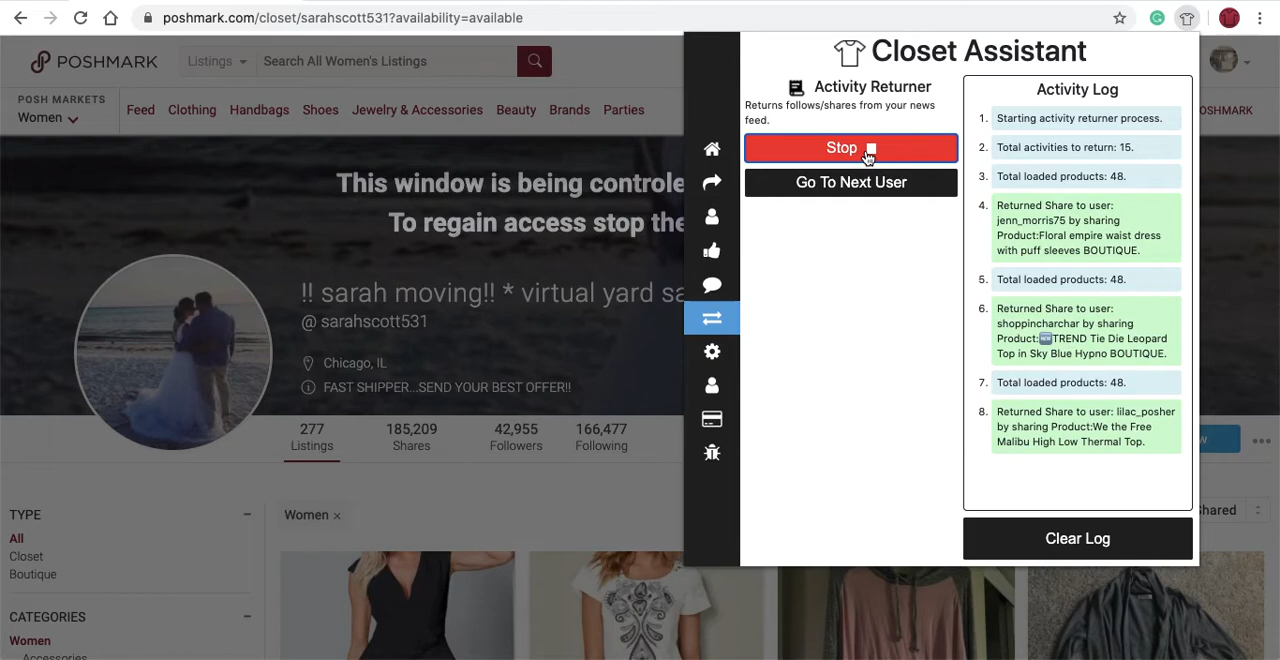 poshmark.com/closet/sarahscott531?availability=available
POSHMARK
Listings
Search All Women's Listings
POSH MARKETS
Women
Feed
Clothing
Handbags
Shoes
Jewelry & Accessories
Beauty
Brands
Parties
OSHMARK
This window is being controle
To regain access stop the
!! sarah moving!! * virtual yard sa
@ sarahscott531
Chicago, IL
FAST SHIPPER...SEND YOUR BEST OFFER!!
277
Listings
185,209
Shares
42,955
Followers
166,477
Following
w
TYPE
All
Closet
Boutique
CATEGORIES
Women
Accessories
Women ×
hared
Closet Assistant
Activity Returner
Returns follows/shares from your news
feed.
Stop
Go To Next User
Activity Log
1. Starting activity returner process.
2. Total activities to return: 15.
3. Total loaded products: 48.
4. Returned Share to user:
jenn_morris75 by sharing
Product:Floral empire waist dress
with puff sleeves BOUTIQUE.
5. Total loaded products: 48.
6. Returned Share to user:
shoppincharchar by sharing
Product:🆕TREND Tie Die Leopard
Top in Sky Blue Hypno BOUTIQUE.
7. Total loaded products: 48.
8. Returned Share to user: lilac_posher
by sharing Product:We the Free
Malibu High Low Thermal Top.
Clear Log